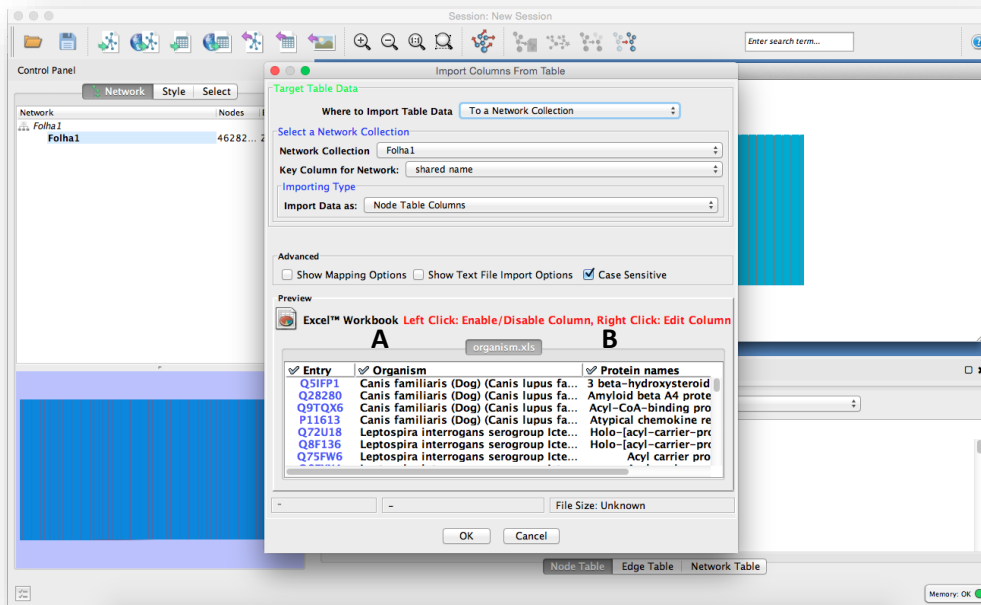 Session: New Session
Enter search term...
Control Panel
Network Style Select
Network Nodes
Folha1
Folha1 46282...
Import Columns From Table
Target Table Data
Where to Import Table Data To a Network Collection
Select a Network Collection
Network Collection Folha1
Key Column for Network: shared name
Importing Type
Import Data as: Node Table Columns
Advanced
Show Mapping Options Show Text File Import Options Case Sensitive
Preview
Excel™ Workbook Left Click: Enable/Disable Column, Right Click: Edit Column
A B
organism.xls
Entry Organism Protein names
Q5IFP1 Canis familiaris (Dog) (Canis lupus fa... 3 beta-hydroxysteroid
Q28280 Canis familiaris (Dog) (Canis lupus fa... Amyloid beta A4 prote
Q9TQX6 Canis familiaris (Dog) (Canis lupus fa... Acyl-CoA-binding pro
P11613 Canis familiaris (Dog) (Canis lupus fa... Atypical chemokine re
Q72U18 Leptospira interrogans serogroup Icte... Holo-[acyl-carrier-prc
Q8F136 Leptospira interrogans serogroup Icte... Holo-[acyl-carrier-prc
Q75FW6 Leptospira interrogans serogroup Icte... Acyl carrier pro
- - File Size: Unknown
OK Cancel
Node Table Edge Table Network Table
Memory: OK